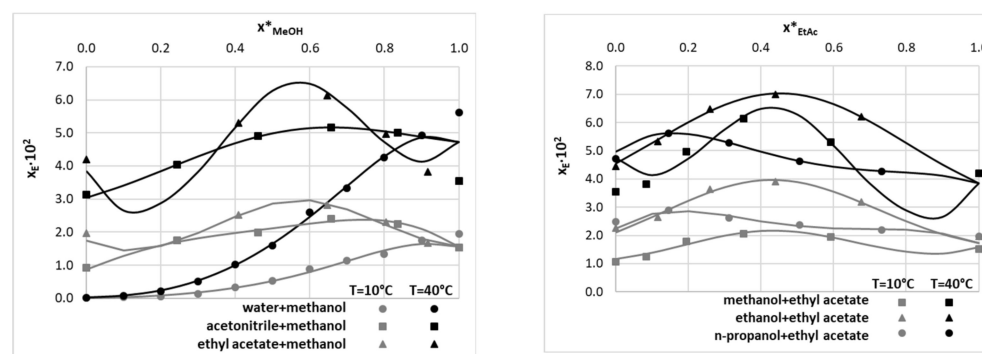 x*MeOH
0.0 0.2 0.4 0.6 0.8 1.0
7.0
6.0
5.0
4.0
3.0
2.0
1.0
0.0
xE·10²
T=10°C T=40°C
water+methanol
acetonitrile+methanol
ethyl acetate+methanol
x*EtAc
0.0 0.2 0.4 0.6 0.8 1.0
8.0
7.0
6.0
5.0
4.0
3.0
2.0
1.0
0.0
xE·10²
T=10°C T=40°C
methanol+ethyl acetate
ethanol+ethyl acetate
n-propanol+ethyl acetate